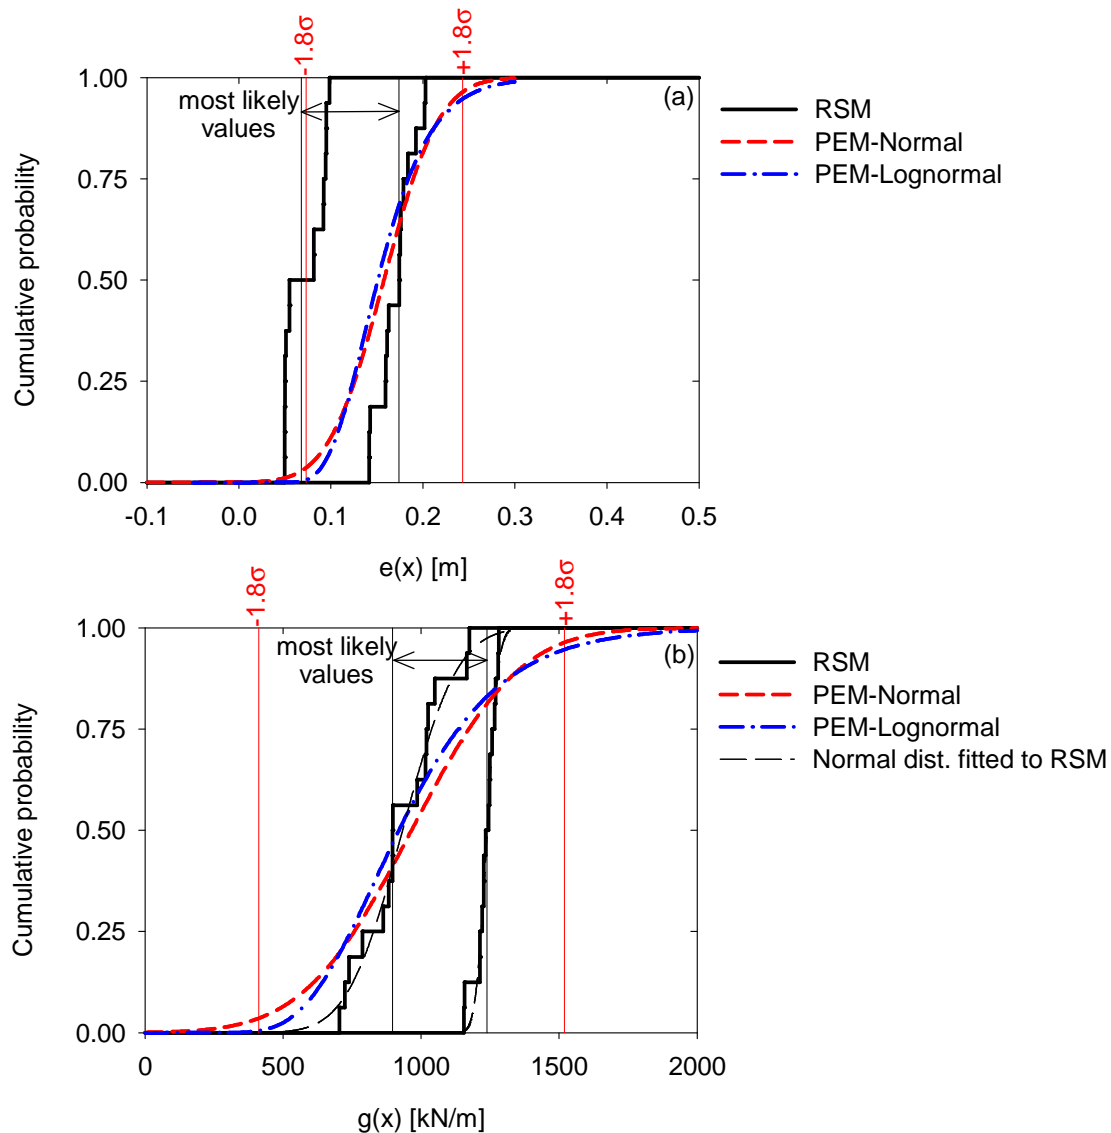 -1.8σ
+1.8σ
1.00
0.75
0.50
0.25
0.00
Cumulative probability
most likely
values
(a)
RSM
PEM-Normal
PEM-Lognormal
-0.1 0.0 0.1 0.2 0.3 0.4 0.5
e(x) [m]
-1.8σ
+1.8σ
1.00
0.75
0.50
0.25
0.00
Cumulative probability
most likely
values
(b)
RSM
PEM-Normal
PEM-Lognormal
Normal dist. fitted to RSM
0 500 1000 1500 2000
g(x) [kN/m]